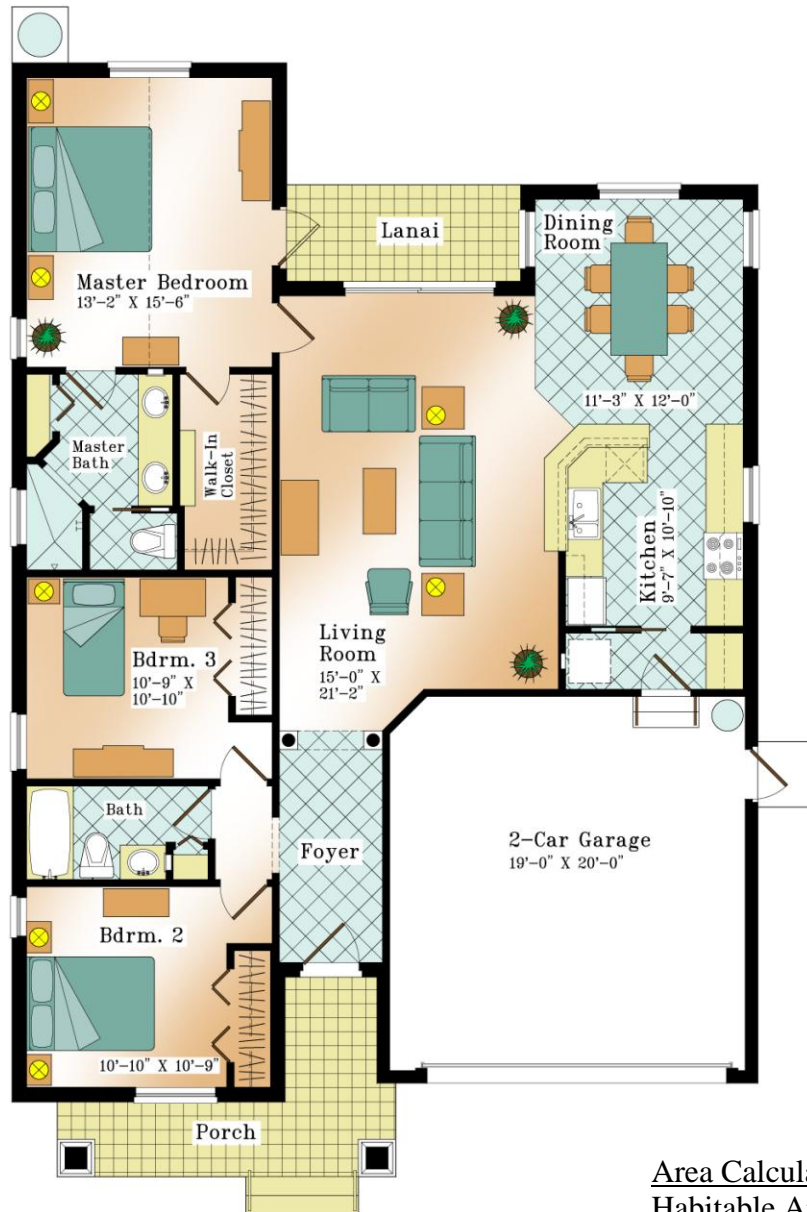 Lanai
Dining
Room
Master Bedroom
13'-2" X 15'-6"
11'-3" X 12'-0"
Master
Bath
Walk-In
Closet
Kitchen
9'-7" X 10'-10"
Living
Room
15'-0" X
21'-2"
Bdrm. 3
10'-9" X
10'-10"
Bath
Foyer
2-Car Garage
19'-0" X 20'-0"
Bdrm. 2
10'-10" X 10'-9"
Porch
Area Calcula
Habitable A